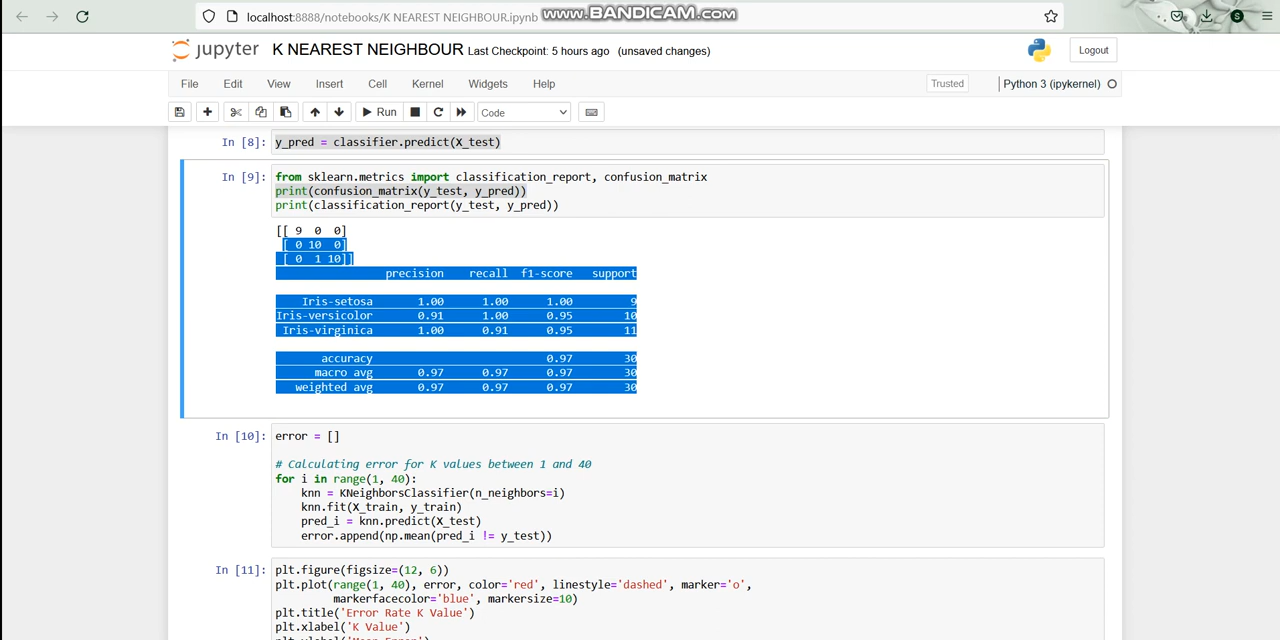 localhost:8888/notebooks/K NEAREST NEIGHBOUR.ipynb
www.BANDICAM.com
S
jupyter K NEAREST NEIGHBOUR Last Checkpoint: 5 hours ago (unsaved changes)
Logout
File Edit View Insert Cell Kernel Widgets Help
Trusted
Python 3 (ipykernel)
Run
Code
In [8]: y_pred = classifier.predict(X_test)
In [9]: from sklearn.metrics import classification_report, confusion_matrix
print(confusion_matrix(y_test, y_pred))
print(classification_report(y_test, y_pred))
[[ 9 0 0]
[ 0 10 0]
[ 0 1 10]]
precision recall f1-score support
Iris-setosa 1.00 1.00 1.00 9
Iris-versicolor 0.91 1.00 0.95 10
Iris-virginica 1.00 0.91 0.95 11
accuracy 0.97 30
macro avg 0.97 0.97 0.97 30
weighted avg 0.97 0.97 0.97 30
In [10]: error = []
# Calculating error for K values between 1 and 40
for i in range(1, 40):
knn = KNeighborsClassifier(n_neighbors=i)
knn.fit(X_train, y_train)
pred_i = knn.predict(X_test)
error.append(np.mean(pred_i != y_test))
In [11]: plt.figure(figsize=(12, 6))
plt.plot(range(1, 40), error, color='red', linestyle='dashed', marker='o',
markerfacecolor='blue', markersize=10)
plt.title('Error Rate K Value')
plt.xlabel('K Value')